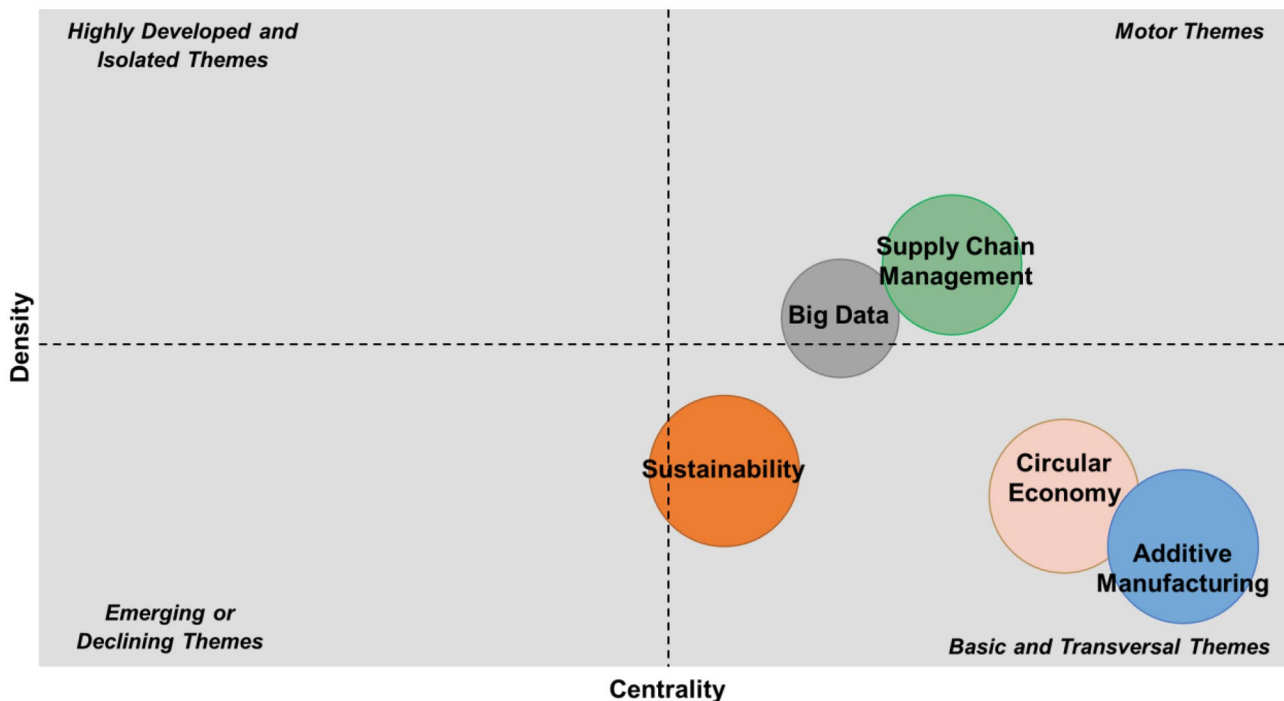 Highly Developed and
Isolated Themes
Motor Themes
Supply Chain
Management
Big Data
Density
Sustainability
Circular
Economy
Additive
Manufacturing
Emerging or
Declining Themes
Basic and Transversal Themes
Centrality